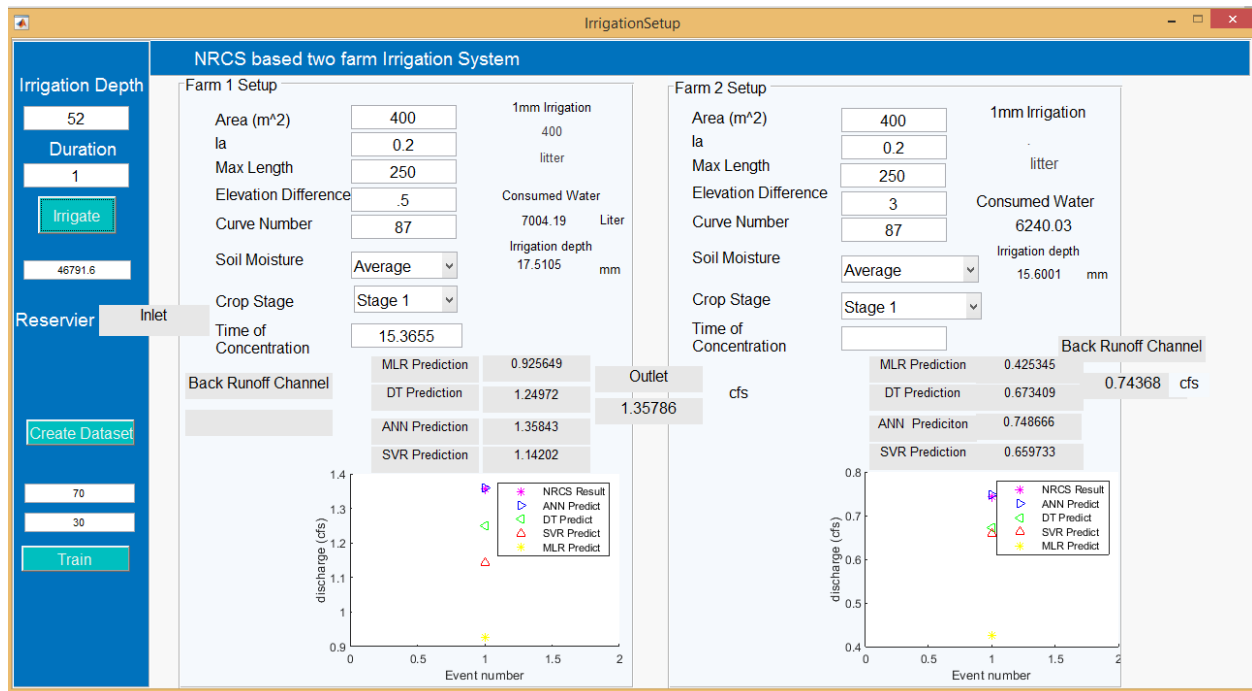 IrrigationSetup
NRCS based two farm Irrigation System
Irrigation Depth
52
Duration
1
Irrigate
46791.6
Reservier
Inlet
Create Dataset
70
30
Train
Farm 1 Setup
Area (m^2) 400
Ia 0.2
Max Length 250
Elevation Difference .5
Curve Number 87
Soil Moisture Average
Crop Stage Stage 1
Time of
Concentration 15.3655
1mm Irrigation
400
litter
Consumed Water
7004.19 Liter
Irrigation depth
17.5105 mm
Back Runoff Channel
MLR Prediction 0.925649
DT Prediction 1.24972
ANN Prediction 1.35843
SVR Prediction 1.14202
Outlet
1.35786
cfs
1.4
1.3
1.2
1.1
1
0.9
discharge (cfs)
NRCS Result
ANN Predict
DT Predict
SVR Predict
MLR Predict
0 0.5 1 1.5 2
Event number
Farm 2 Setup
Area (m^2) 400
Ia 0.2
Max Length 250
Elevation Difference 3
Curve Number 87
Soil Moisture Average
Crop Stage Stage 1
Time of
Concentration
1mm Irrigation
.
litter
Consumed Water
6240.03
Irrigation depth
15.6001 mm
Back Runoff Channel
0.74368 cfs
MLR Prediction 0.425345
DT Prediction 0.673409
ANN Prediciton 0.748666
SVR Prediction 0.659733
0.8
0.7
0.6
0.5
0.4
discharge (cfs)
NRCS Result
ANN Predict
DT Predict
SVR Predict
MLR Predict
0 0.5 1 1.5 2
Event number